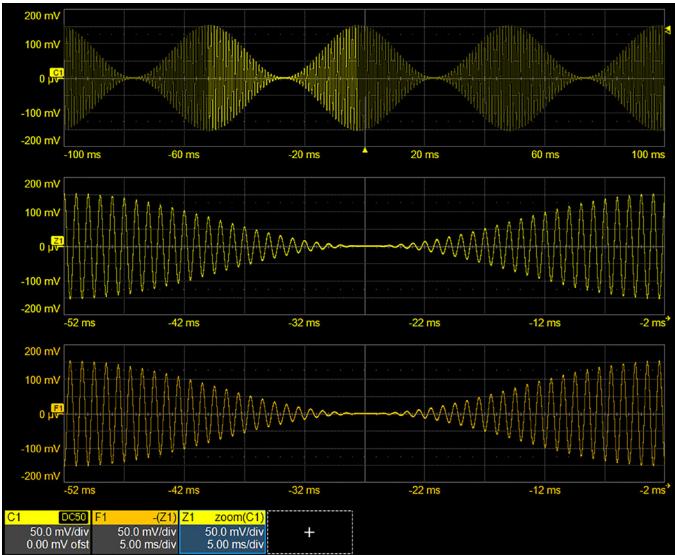 200 mV
100 mV
C1
0 µV
-100 mV
-200 mV
-100 ms -60 ms -20 ms 20 ms 60 ms 100 ms
200 mV
100 mV
Z1
0 µV
-100 mV
-200 mV
-52 ms -42 ms -32 ms -22 ms -12 ms -2 ms
200 mV
100 mV
F1
0 µV
-100 mV
-200 mV
-52 ms -42 ms -32 ms -22 ms -12 ms -2 ms
C1 DC50 F1 -(Z1) Z1 zoom(C1)
50.0 mV/div 50.0 mV/div 50.0 mV/div
0.00 mV ofst 5.00 ms/div 5.00 ms/div
+